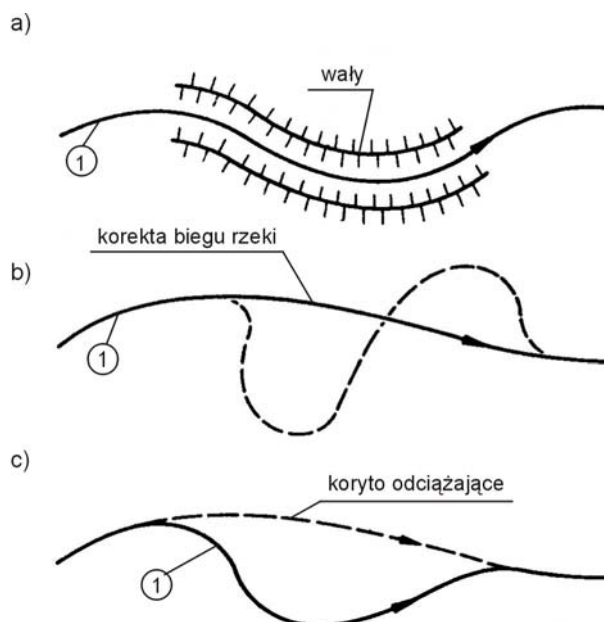 a)
wały
1
korekta biegu rzeki
b)
1
c)
koryto odciążające
1